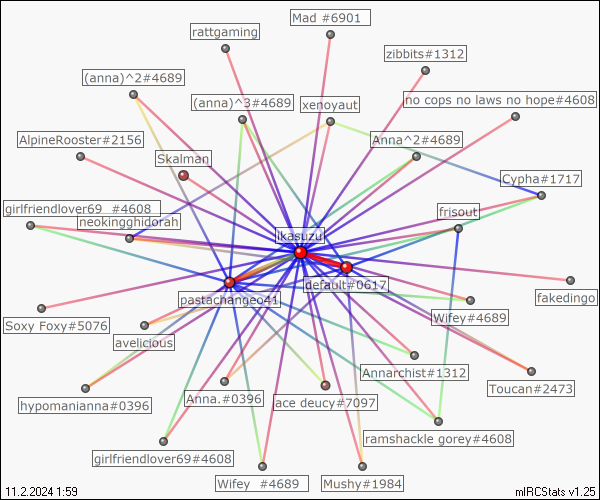 Mad #6901
rattgaming
zibbits#1312
(anna)^2#4689
(anna)^3#4689
xenoyaut
no cops no laws no hope#4608
AlpineRooster#2156
Anna^2#4689
Skalman
Cypha#1717
girlfriendlover69 #4608
frisout
neokingghidorah
ikasuzu
default#0617
pastachangeo41
fakedingo
Wifey#4689
Soxy Foxy#5076
avelicious
Annarchist#1312
Toucan#2473
Anna.#0396
ace deucy#7097
hypomanianna#0396
ramshackle gorey#4608
girlfriendlover69#4608
Wifey #4689
Mushy#1984
11.2.2024 1:59
mIRCStats v1.25